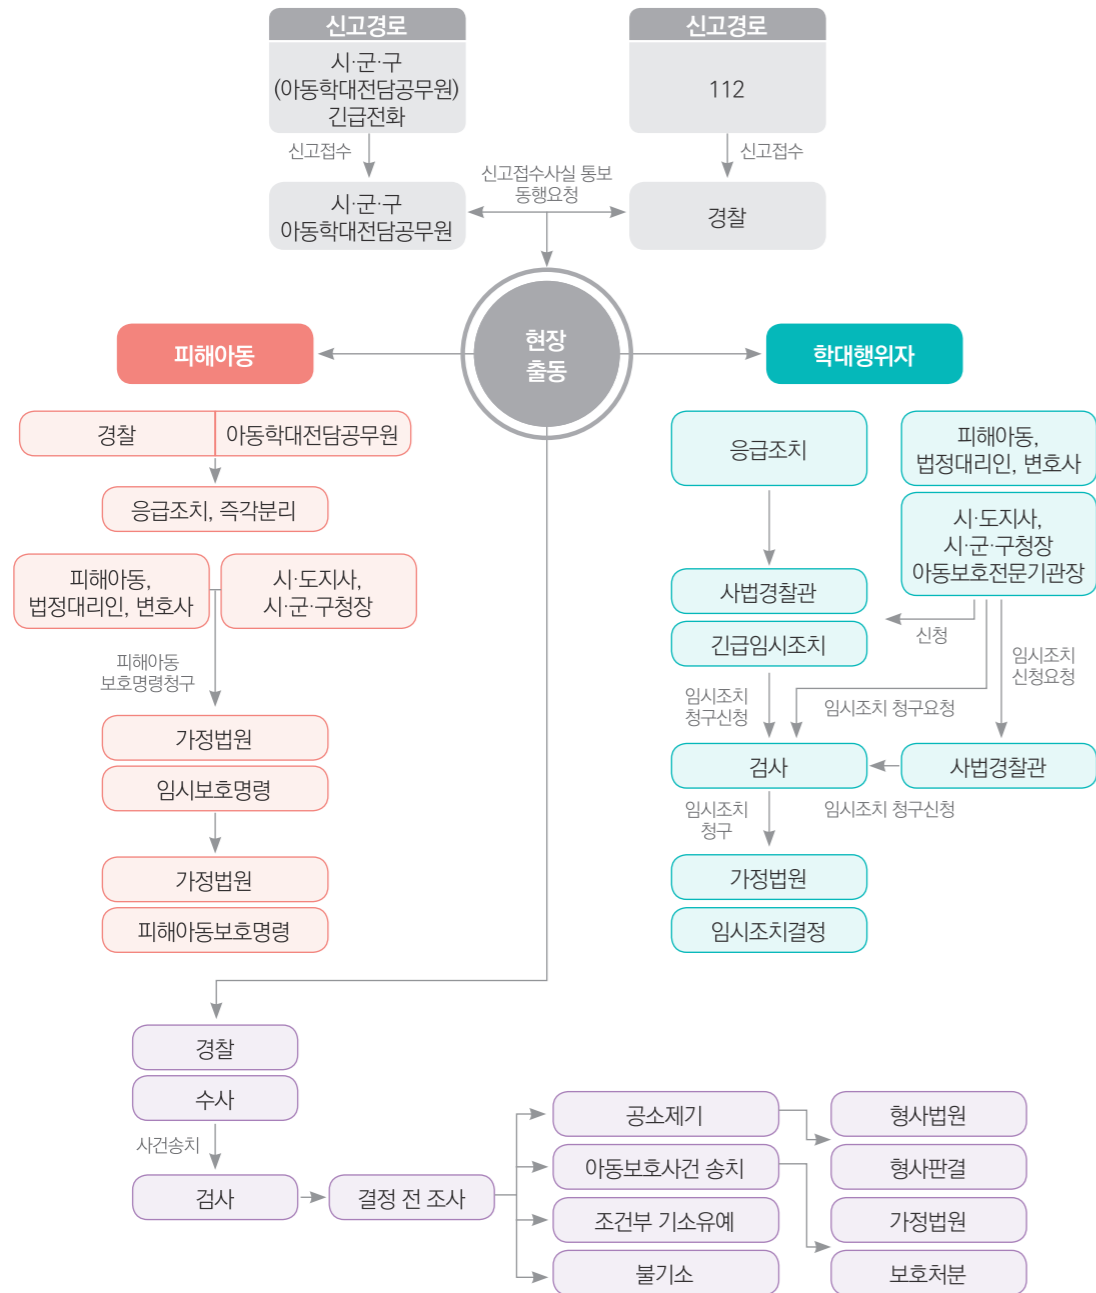 신고경로
시·군·구
(아동학대전담공무원)
긴급전화
신고경로
112
신고접수
신고접수
시·군·구
아동학대전담공무원
신고접수사실 통보
동행요청
경찰
현장
출동
피해아동
학대행위자
경찰
아동학대전담공무원
응급조치, 즉각분리
피해아동,
법정대리인, 변호사
시·도지사,
시·군·구청장
피해아동
보호명령청구
가정법원
임시보호명령
가정법원
피해아동보호명령
응급조치
피해아동,
법정대리인, 변호사
시·도지사,
시·군·구청장
아동보호전문기관장
사법경찰관
긴급임시조치
신청
임시조치
신청요청
임시조치
청구신청
임시조치 청구요청
검사
사법경찰관
임시조치
청구
임시조치 청구신청
가정법원
임시조치결정
경찰
수사
사건송치
검사
결정 전 조사
공소제기
아동보호사건 송치
조건부 기소유예
불기소
형사법원
형사판결
가정법원
보호처분